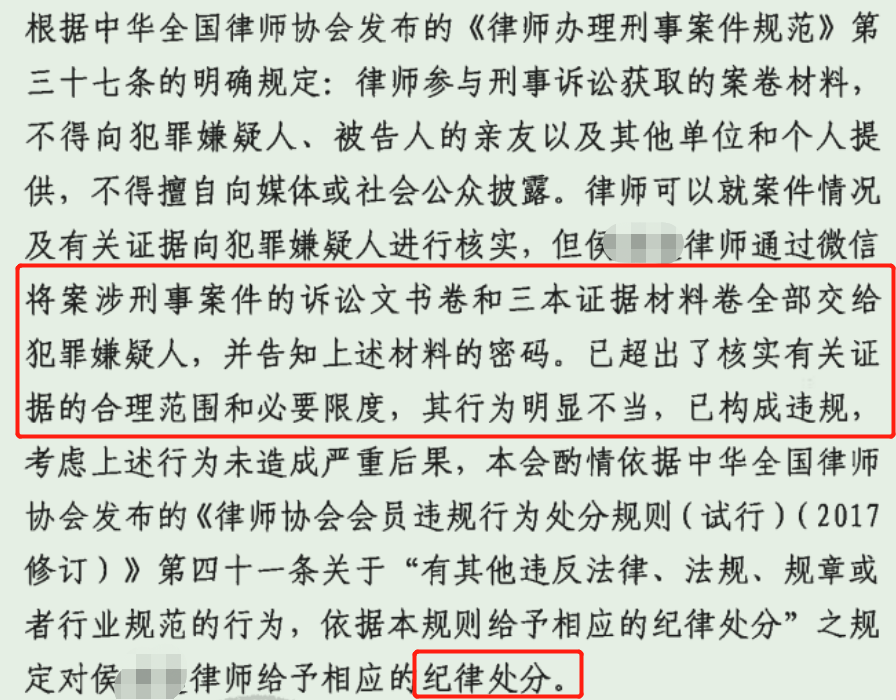 根据中华全国律师协会发布的《律师办理刑事案件规范》第
三十七条的明确规定：律师参与刑事诉讼获取的案卷材料，
不得向犯罪嫌疑人、被告人的亲友以及其他单位和个人提
供，不得擅自向媒体或社会公众披露。律师可以就案件情况
及有关证据向犯罪嫌疑人进行核实，但侯律师通过微信
将案涉刑事案件的诉讼文书卷和三本证据材料卷全部交给
犯罪嫌疑人，并告知上述材料的密码。已超出了核实有关证
据的合理范围和必要限度，其行为明显不当，已构成违规，
考虑上述行为未造成严重后果，本会酌情依据中华全国律师
协会发布的《律师协会会员违规行为处分规则（试行）（2017
修订）》第四十一条关于“有其他违反法律、法规、规章或
者行业规范的行为，依据本规则给予相应的纪律处分”之规
定对侯律师给予相应的纪律处分。